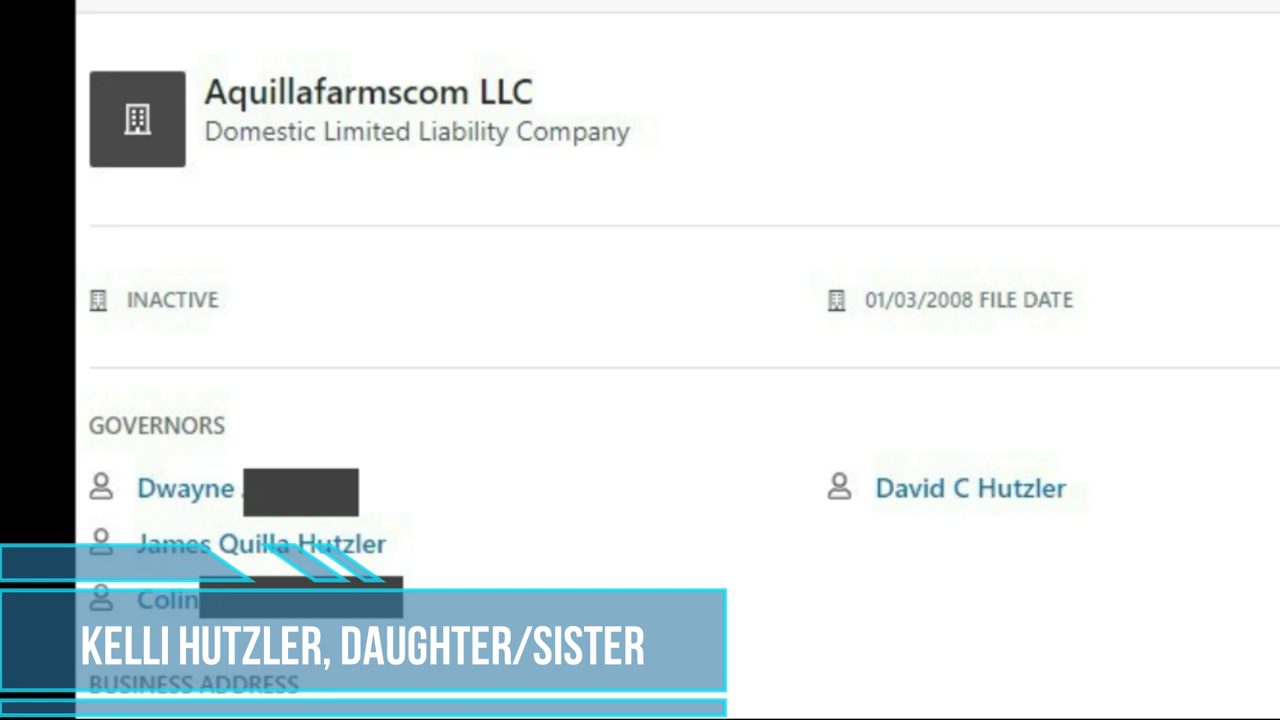 Aquillafarmscom LLC
Domestic Limited Liability Company
INACTIVE
01/03/2008 FILE DATE
GOVERNORS
Dwayne
David C Hutzler
James Quilla Hutzler
Colin
KELLI HUTZLER, DAUGHTER/SISTER
BUSINESS ADDRESS